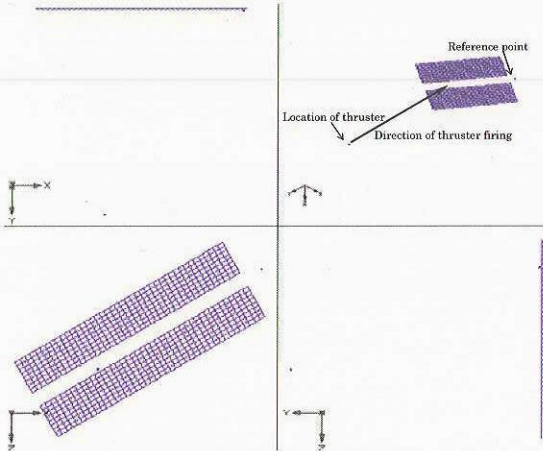 Reference point
Location of thruster
Direction of thruster firing
X
Y
Z
Y
Z